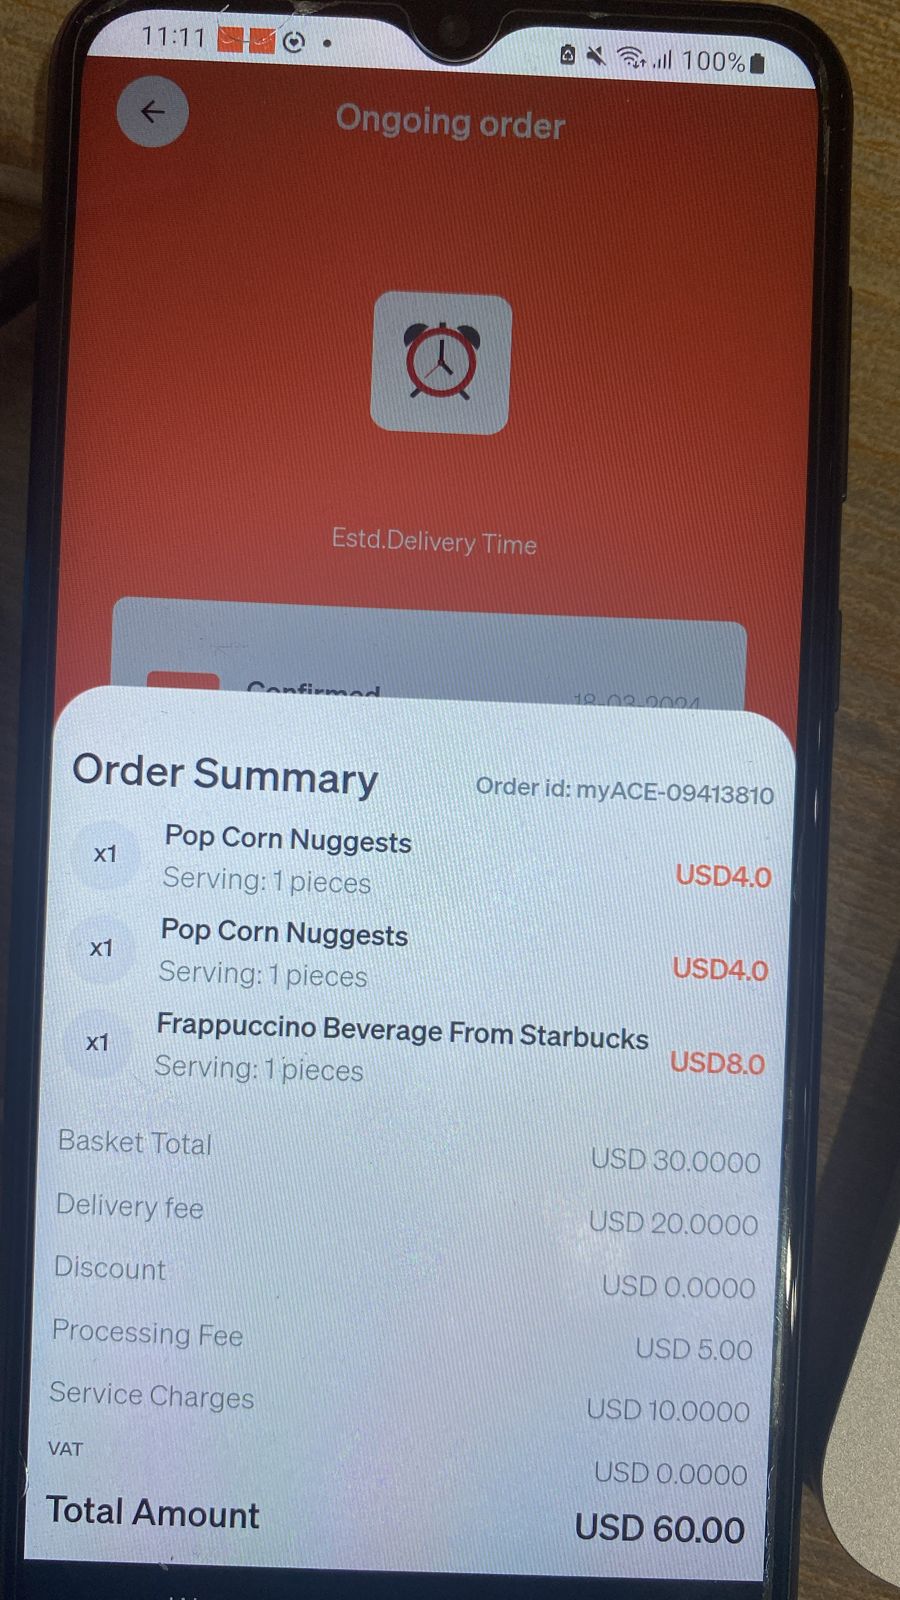 11:11
100%
Ongoing order
Estd.Delivery Time
Confirmed 18-03-2024
Order Summary
Order id: myACE-09413810
x1
Pop Corn Nuggests
Serving: 1 pieces
USD4.0
x1
Pop Corn Nuggests
Serving: 1 pieces
USD4.0
x1
Frappuccino Beverage From Starbucks
Serving: 1 pieces
USD8.0
Basket Total USD 30.0000
Delivery fee USD 20.0000
Discount USD 0.0000
Processing Fee USD 5.00
Service Charges USD 10.0000
VAT USD 0.0000
Total Amount USD 60.00